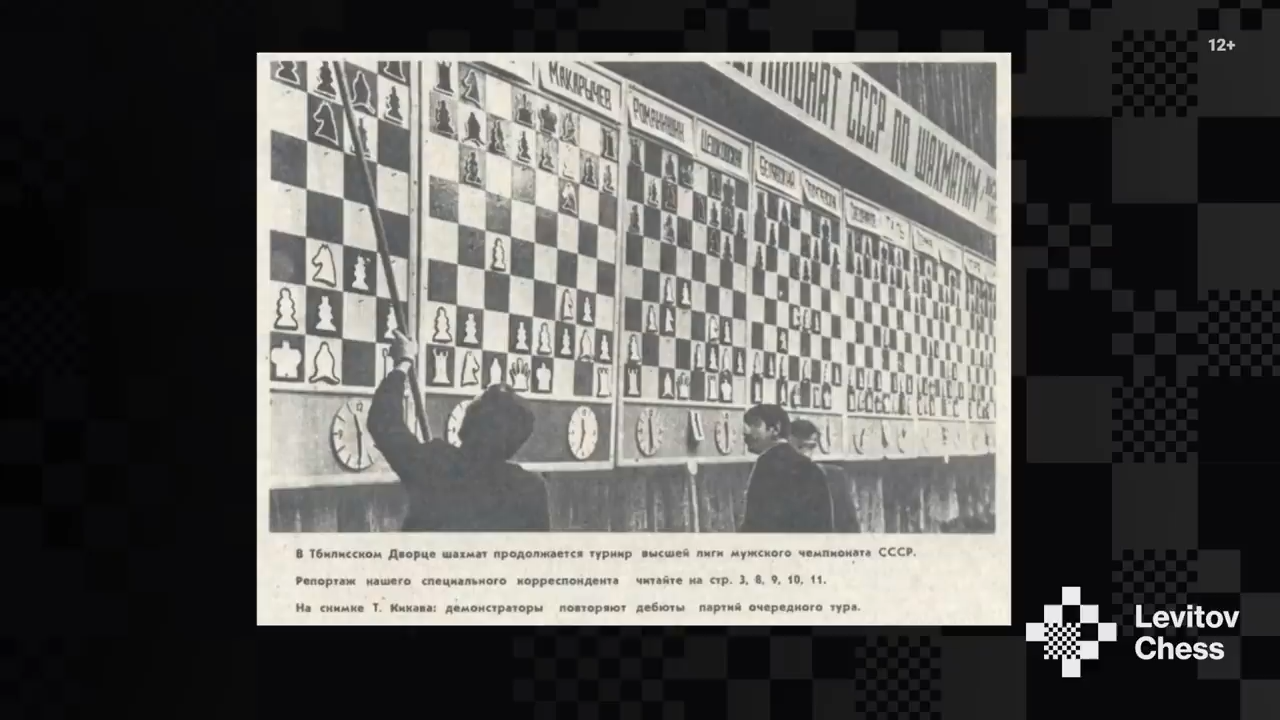 12+
МАКАРЫЧЕВ
РОМАНИШИН
ЦЕШКОВСКИЙ
БЕЛЯВСКИЙ
ТАЛЬ
СССР ПО ШАХМАТАМ
В Тбилисском Дворце шахмат продолжается турнир высшей лиги мужского чемпионата СССР.
Репортаж нашего специального корреспондента читайте на стр. 3, 8, 9, 10, 11.
На снимке Т. Кикава: демонстраторы повторяют дебюты партий очередного тура.
Levitov
Chess